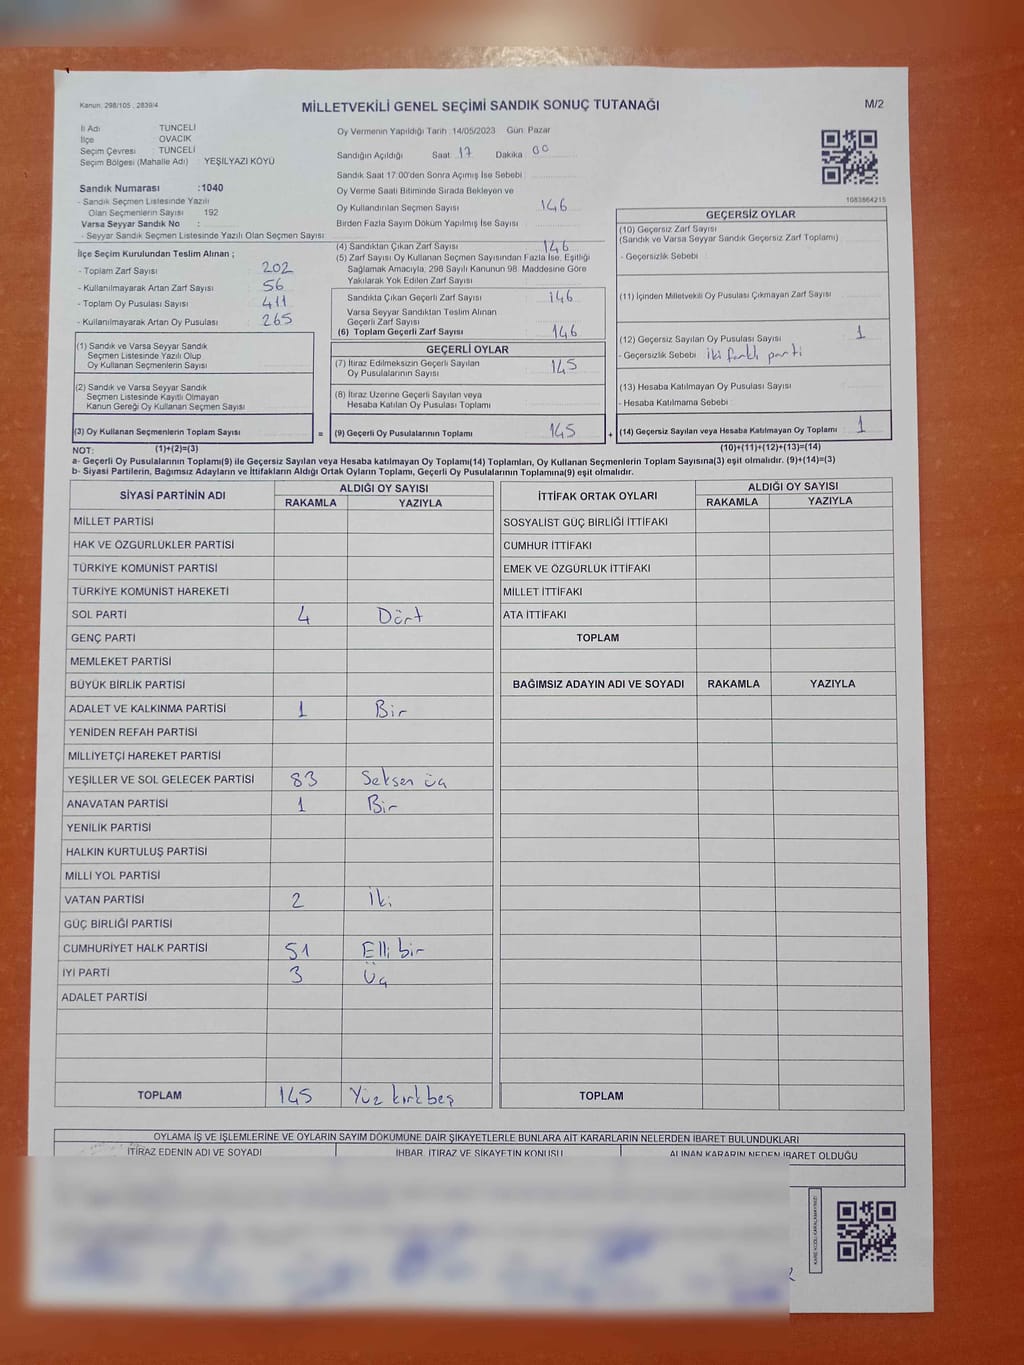 Kanun: 298/105 , 2839/4
MİLLETVEKİLİ GENEL SEÇİMİ SANDIK SONUÇ TUTANAĞI
M/2
İl Adı : TUNCELİ
İlçe : OVACIK
Seçim Çevresi : TUNCELİ
Seçim Bölgesi (Mahalle Adı) : YEŞİLYAZI KÖYÜ
Sandık Numarası :1040
- Sandık Seçmen Listesinde Yazılı
Olan Seçmenlerin Sayısı : 192
Varsa Seyyar Sandık No :
- Seyyar Sandık Seçmen Listesinde Yazılı Olan Seçmen Sayısı :
Oy Vermenin Yapıldığı Tarih :14/05/2023 Gün: Pazar
Sandığın Açıldığı Saat : 17 Dakika : 00
Sandık Saat 17:00'den Sonra Açımış İse Sebebi :
Oy Verme Saati Bitiminde Sırada Bekleyen ve
Oy Kullandırılan Seçmen Sayısı : 146
Birden Fazla Sayım Döküm Yapılmış İse Sayısı :
1083864215
İlçe Seçim Kurulundan Teslim Alınan ;
- Toplam Zarf Sayısı : 202
- Kullanılmayarak Artan Zarf Sayısı : 56
- Toplam Oy Pusulası Sayısı : 411
- Kullanılmayarak Artan Oy Pusulası : 265
(1) Sandık ve Varsa Seyyar Sandık
Seçmen Listesinde Yazılı Olup
Oy Kullanan Seçmenlerin Sayısı :
(2) Sandık ve Varsa Seyyar Sandık
Seçmen Listesinde Kayıtlı Olmayan
Kanun Gereği Oy Kullanan Seçmen Sayısı :
(3) Oy Kullanan Seçmenlerin Toplam Sayısı :
(4) Sandıktan Çıkan Zarf Sayısı : 146
(5) Zarf Sayısı Oy Kullanan Seçmen Sayısından Fazla İse, Eşitliği
Sağlamak Amacıyla, 298 Sayılı Kanunun 98. Maddesine Göre
Yakılarak Yok Edilen Zarf Sayısı :
Sandıkta Çıkan Geçerli Zarf Sayısı : 146
Varsa Seyyar Sandıktan Teslim Alınan
Geçerli Zarf Sayısı :
(6) Toplam Geçerli Zarf Sayısı : 146
GEÇERLİ OYLAR
(7) İtiraz Edilmeksizin Geçerli Sayılan
Oy Pusulalarının Sayısı : 145
(8) İtiraz Üzerine Geçerli Sayılan veya
Hesaba Katılan Oy Pusulası Toplamı :
= (9) Geçerli Oy Pusulalarının Toplamı : 145
GEÇERSİZ OYLAR
(10) Geçersiz Zarf Sayısı
(Sandık ve Varsa Seyyar Sandık Geçersiz Zarf Toplamı) :
- Geçersizlik Sebebi :
(11) İçinden Milletvekili Oy Pusulası Çıkmayan Zarf Sayısı :
(12) Geçersiz Sayılan Oy Pusulası Sayısı : 1
- Geçersizlik Sebebi : iki farklı parti
(13) Hesaba Katılmayan Oy Pusulası Sayısı :
- Hesaba Katılmama Sebebi :
+ (14) Geçersiz Sayılan veya Hesaba Katılmayan Oy Toplamı : 1
NOT: (1)+(2)=(3) (10)+(11)+(12)+(13)=(14)
a- Geçerli Oy Pusulalarının Toplamı(9) ile Geçersiz Sayılan veya Hesaba katılmayan Oy Toplamı(14) Toplamları, Oy Kullanan Seçmenlerin Toplam Sayısına(3) eşit olmalıdır. (9)+(14)=(3)
b- Siyasi Partilerin, Bağımsız Adayların ve İttifakların Aldığı Ortak Oyların Toplamı, Geçerli Oy Pusulalarının Toplamına(9) eşit olmalıdır.
SİYASİ PARTİNİN ADI ALDIĞI OY SAYISI
RAKAMLA YAZIYLA
MİLLET PARTİSİ
HAK VE ÖZGÜRLÜKLER PARTİSİ
TÜRKİYE KOMÜNİST PARTİSİ
TÜRKİYE KOMÜNİST HAREKETİ
SOL PARTİ 4 Dört
GENÇ PARTİ
MEMLEKET PARTİSİ
BÜYÜK BİRLİK PARTİSİ
ADALET VE KALKINMA PARTİSİ 1 Bir
YENİDEN REFAH PARTİSİ
MİLLİYETÇİ HAREKET PARTİSİ
YEŞİLLER VE SOL GELECEK PARTİSİ 83 Seksen üç
ANAVATAN PARTİSİ 1 Bir
YENİLİK PARTİSİ
HALKIN KURTULUŞ PARTİSİ
MİLLİ YOL PARTİSİ
VATAN PARTİSİ 2 İki
GÜÇ BİRLİĞİ PARTİSİ
CUMHURİYET HALK PARTİSİ 51 Elli bir
İYİ PARTİ 3 Üç
ADALET PARTİSİ
TOPLAM 145 Yüz kırk beş
İTTİFAK ORTAK OYLARI ALDIĞI OY SAYISI
RAKAMLA YAZIYLA
SOSYALİST GÜÇ BİRLİĞİ İTTİFAKI
CUMHUR İTTİFAKI
EMEK VE ÖZGÜRLÜK İTTİFAKI
MİLLET İTTİFAKI
ATA İTTİFAKI
TOPLAM
BAĞIMSIZ ADAYIN ADI VE SOYADI RAKAMLA YAZIYLA
TOPLAM
OYLAMA İŞ VE İŞLEMLERİNE VE OYLARIN SAYIM DÖKÜMÜNE DAİR ŞİKAYETLERLE BUNLARA AİT KARARLARIN NELERDEN İBARET BULUNDUKLARI
İTİRAZ EDENİN ADI VE SOYADI İHBAR, İTİRAZ VE ŞİKAYETİN KONUSU ALINAN KARARIN NEDEN İBARET OLDUĞU